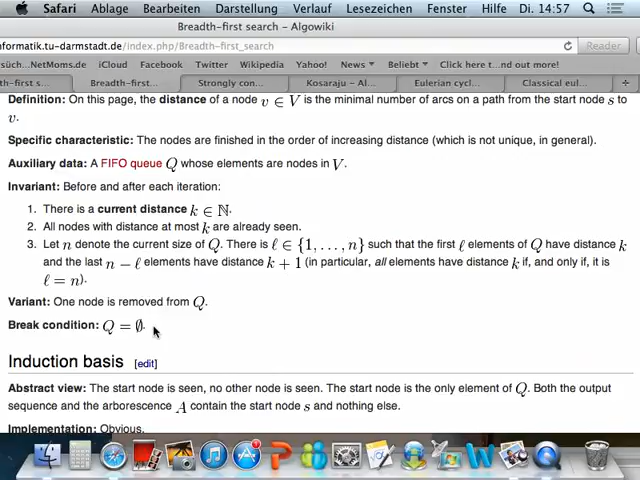 Safari Ablage Bearbeiten Darstellung Verlauf Lesezeichen Fenster Hilfe Di. 14:57
Breadth-first search - Algowiki
nformatik.tu-darmstadt.de/index.php/Breadth-first_search Reader
süch...NetMoms.de iCloud Facebook Twitter Wikipedia Yahoo! News Beliebt Click here t...nd out more!
th-first s... Breadth-first... Strongly con... Kosaraju – Al... Eulerian cycl... Classical eul...
Definition: On this page, the distance of a node v ∈ V is the minimal number of arcs on a path from the start node s to
v.
Specific characteristic: The nodes are finished in the order of increasing distance (which is not unique, in general).
Auxiliary data: A FIFO queue Q whose elements are nodes in V.
Invariant: Before and after each iteration:
1. There is a current distance k ∈ ℕ.
2. All nodes with distance at most k are already seen.
3. Let n denote the current size of Q. There is ℓ ∈ {1, . . . , n} such that the first ℓ elements of Q have distance k
and the last n − ℓ elements have distance k + 1 (in particular, all elements have distance k if, and only if, it is
ℓ = n).
Variant: One node is removed from Q.
Break condition: Q = ∅.
Induction basis [edit]
Abstract view: The start node is seen, no other node is seen. The start node is the only element of Q. Both the output
sequence and the arborescence A contain the start node s and nothing else.
Implementation: Obvious.